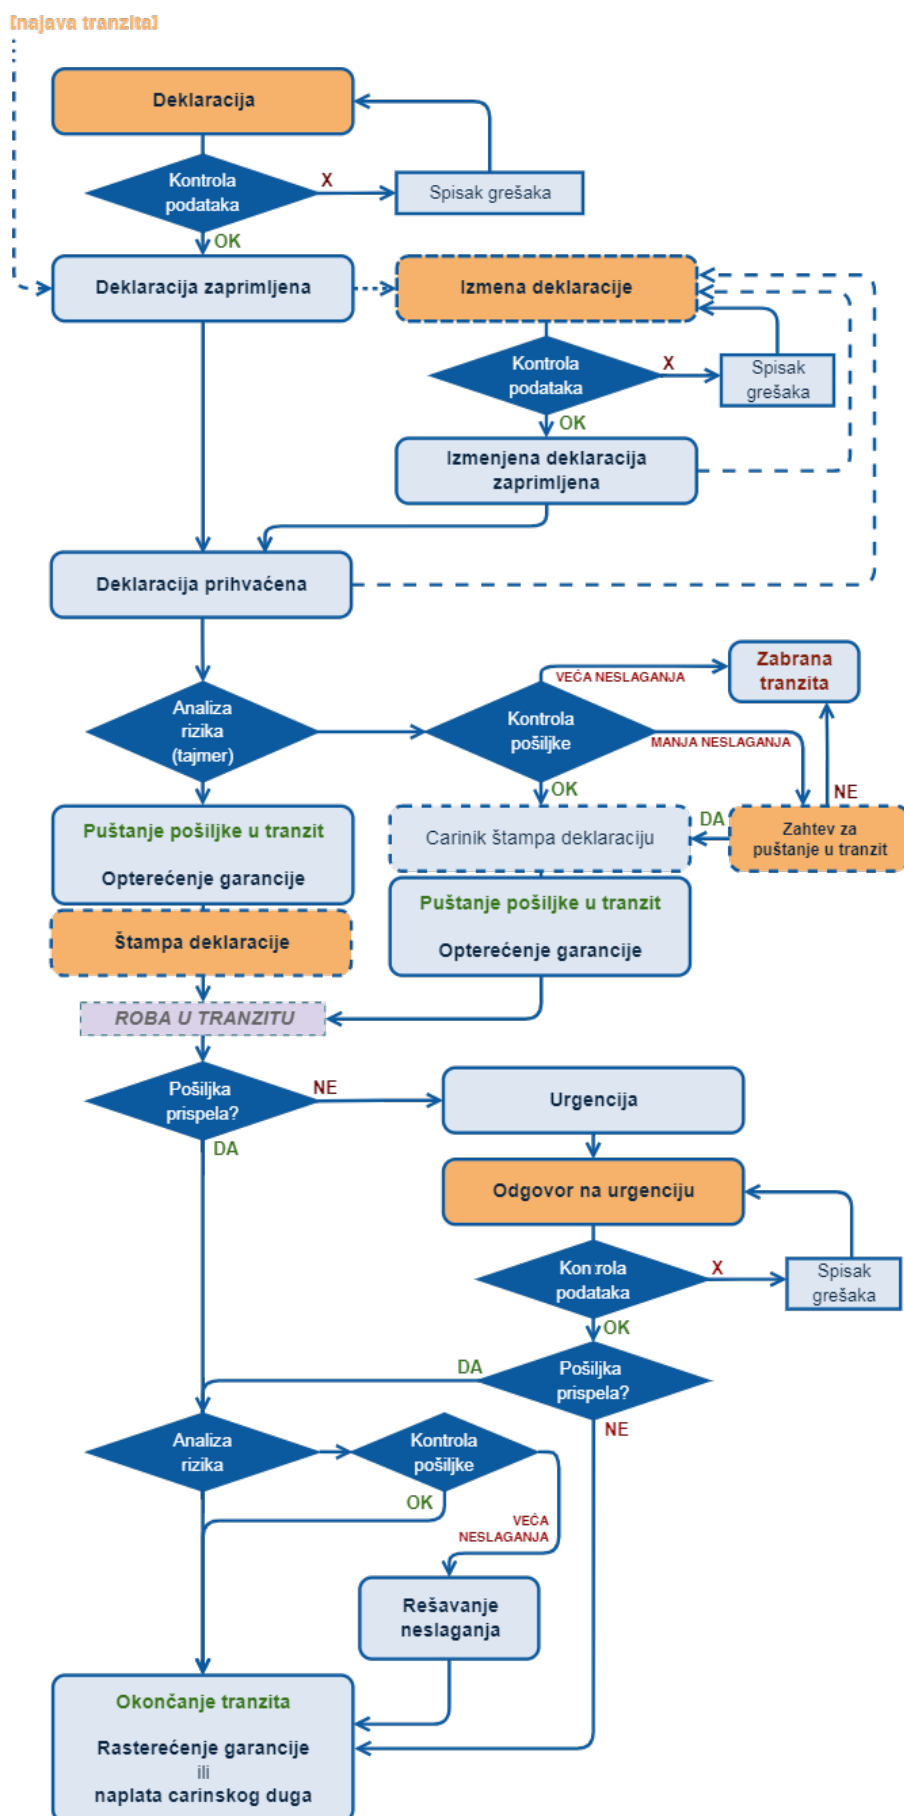 [najava tranzita]
Deklaracija
Kontrola
podataka
X
Spisak grešaka
OK
Deklaracija zaprimljena
Izmena deklaracije
Kontrola
podataka
X
Spisak
grešaka
OK
Izmenjena deklaracija
zaprimljena
Deklaracija prihvaćena
Zabrana
tranzita
VEĆA NESLAGANJA
Analiza
rizika
(tajmer)
Kontrola
pošiljke
MANJA NESLAGANJA
OK
NE
DA
Puštanje pošiljke u tranzit
Opterećenje garancije
Carinik štampa deklaraciju
Zahtev za
puštanje u tranzit
Puštanje pošiljke u tranzit
Opterećenje garancije
Štampa deklaracije
ROBA U TRANZITU
Pošiljka
prispela?
NE
DA
Urgencija
Odgovor na urgenciju
Kontrola
podataka
X
Spisak
grešaka
OK
Pošiljka
prispela?
DA
NE
Analiza
rizika
Kontrola
pošiljke
OK
VEĆA
NESLAGANJA
Rešavanje
neslaganja
Okončanje tranzita
Rasterećenje garancije
ili
naplata carinskog duga